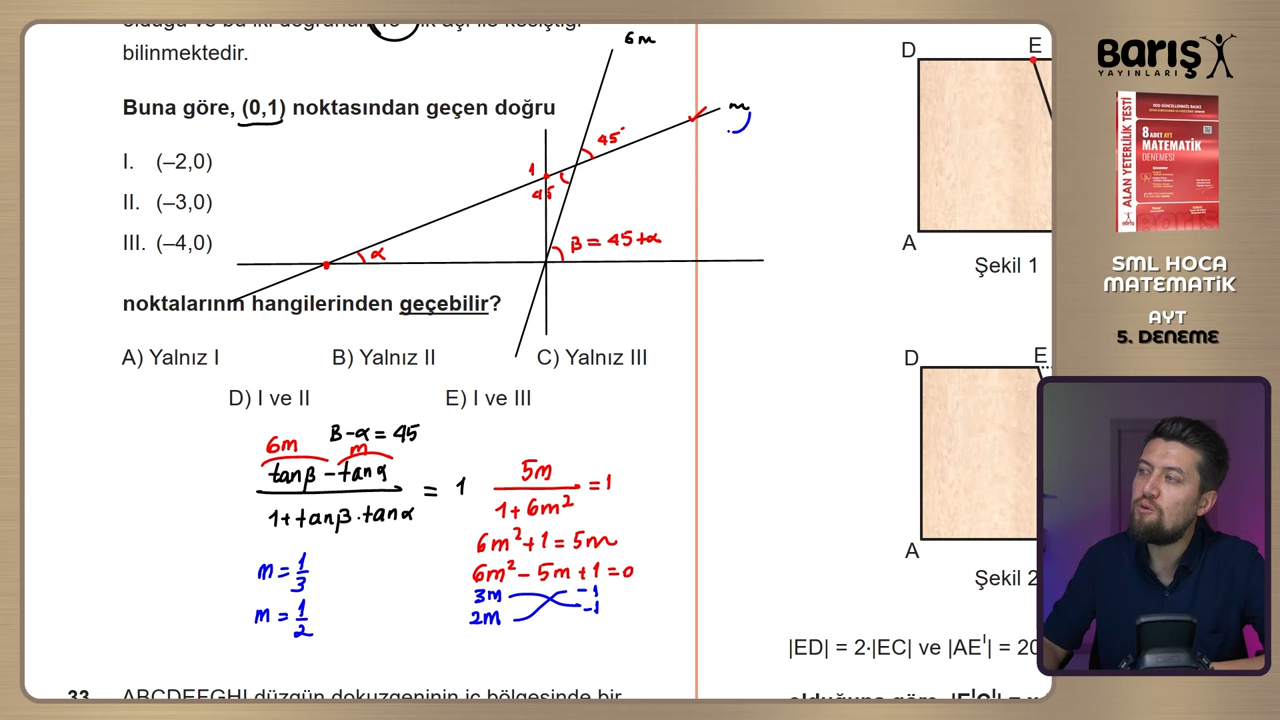 bilinmektedir.
Buna göre, (0,1) noktasından geçen doğru
I. (–2,0)
II. (–3,0)
III. (–4,0)
noktalarının hangilerinden geçebilir?
A) Yalnız I B) Yalnız II C) Yalnız III
D) I ve II E) I ve III
6m
m
45°
1
45
α
β = 45+α
β-α = 45
6m m
tanβ - tanα
1+tanβ.tanα
= 1
5m
1+6m²
= 1
6m²+1 = 5m
6m² - 5m + 1 = 0
3m -1
2m -1
m = 1/3
m = 1/2
33
D E
A
Şekil 1
D E
A
Şekil 2
|ED| = 2·|EC| ve |AEᴵ| = 20
BARIŞ
YAYINLARI
ALAN YETERLİLİK TESTİ
8 ADET AYT
MATEMATİK
DENEMESİ
SML HOCA
MATEMATİK
AYT
5. DENEME